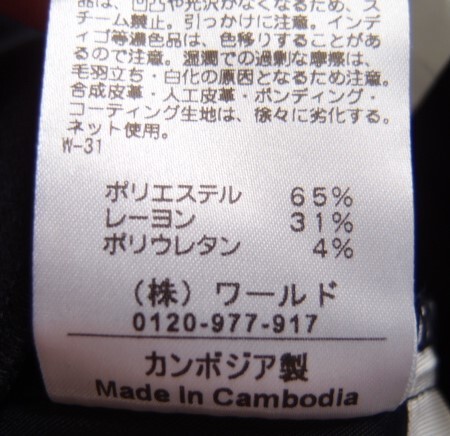 品は、凹凸や光沢がなくなるため、ス
チーム禁止。引っかけに注意。インデ
ィゴ等濃色品は、色移りすることがあ
るので注意。湿潤での過剰な摩擦は、
毛羽立ち・白化の原因となるため注意。
合成皮革・人工皮革・ボンディング・
コーティング生地は、徐々に劣化する。
ネット使用。
W-31
ポリエステル 65%
レーヨン 31%
ポリウレタン 4%
(株)ワールド
0120-977-917
カンボジア製
Made In Cambodia